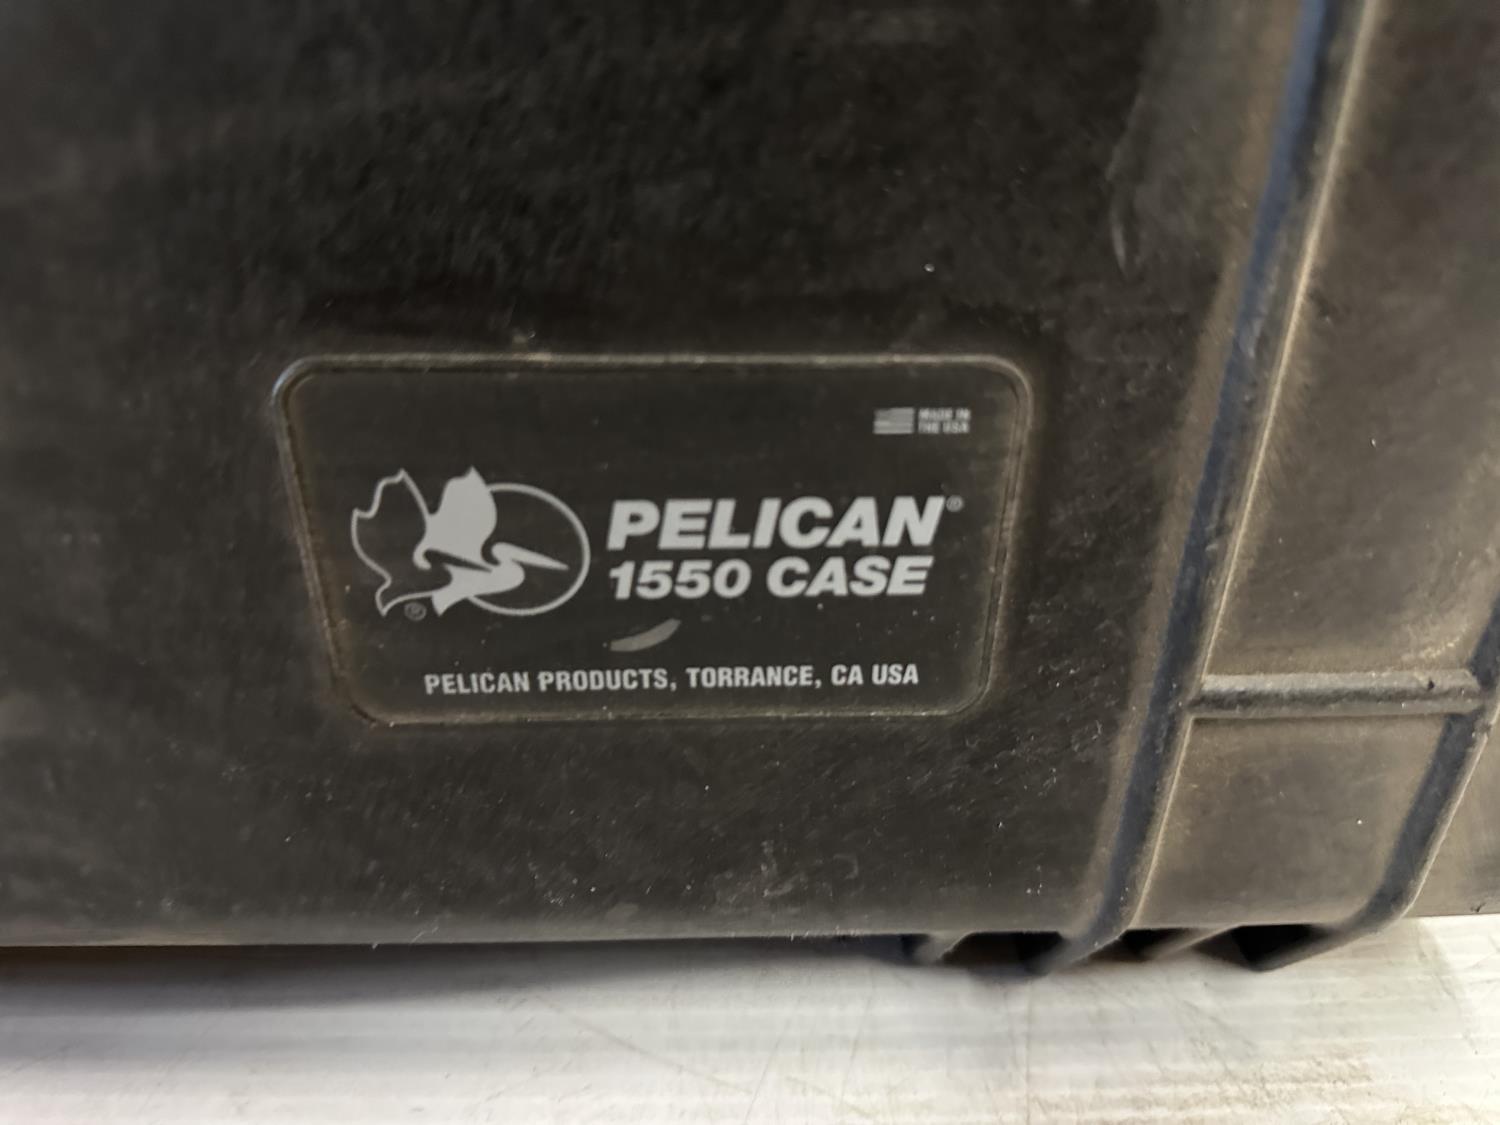 MADE IN
THE USA
PELICAN®
1550 CASE
®
PELICAN PRODUCTS, TORRANCE, CA USA